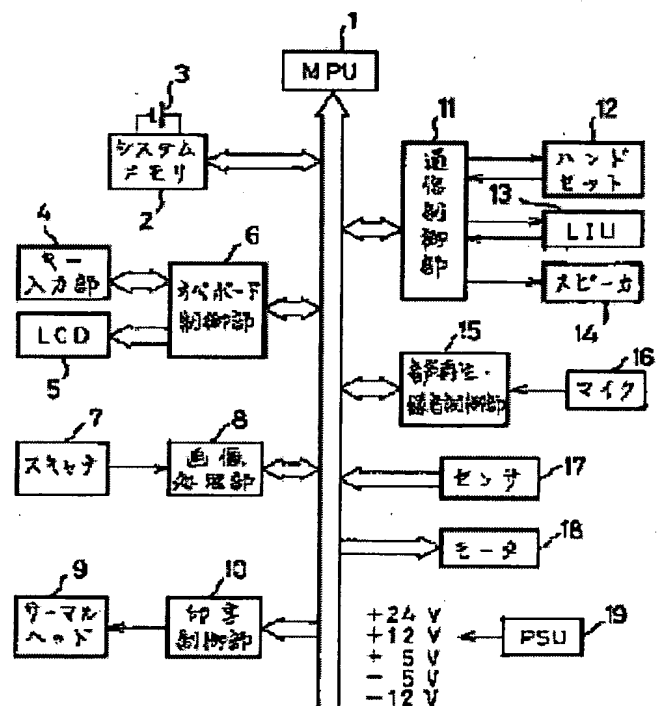 1
MPU
3
システム
メモリ
2
11
通
信
制
御
部
12
ハンド
セット
13
LIU
スピーカ
14
4
キー
入力部
6
オペボード
制御部
LCD
5
15
音声再生・
録音制御部
16
マイク
7
スキャナ
8
画像
処理部
センサ
17
モータ
18
9
サーマル
ヘッド
10
印字
制御部
+24 V
+12 V
+ 5 V
- 5 V
-12 V
PSU
19